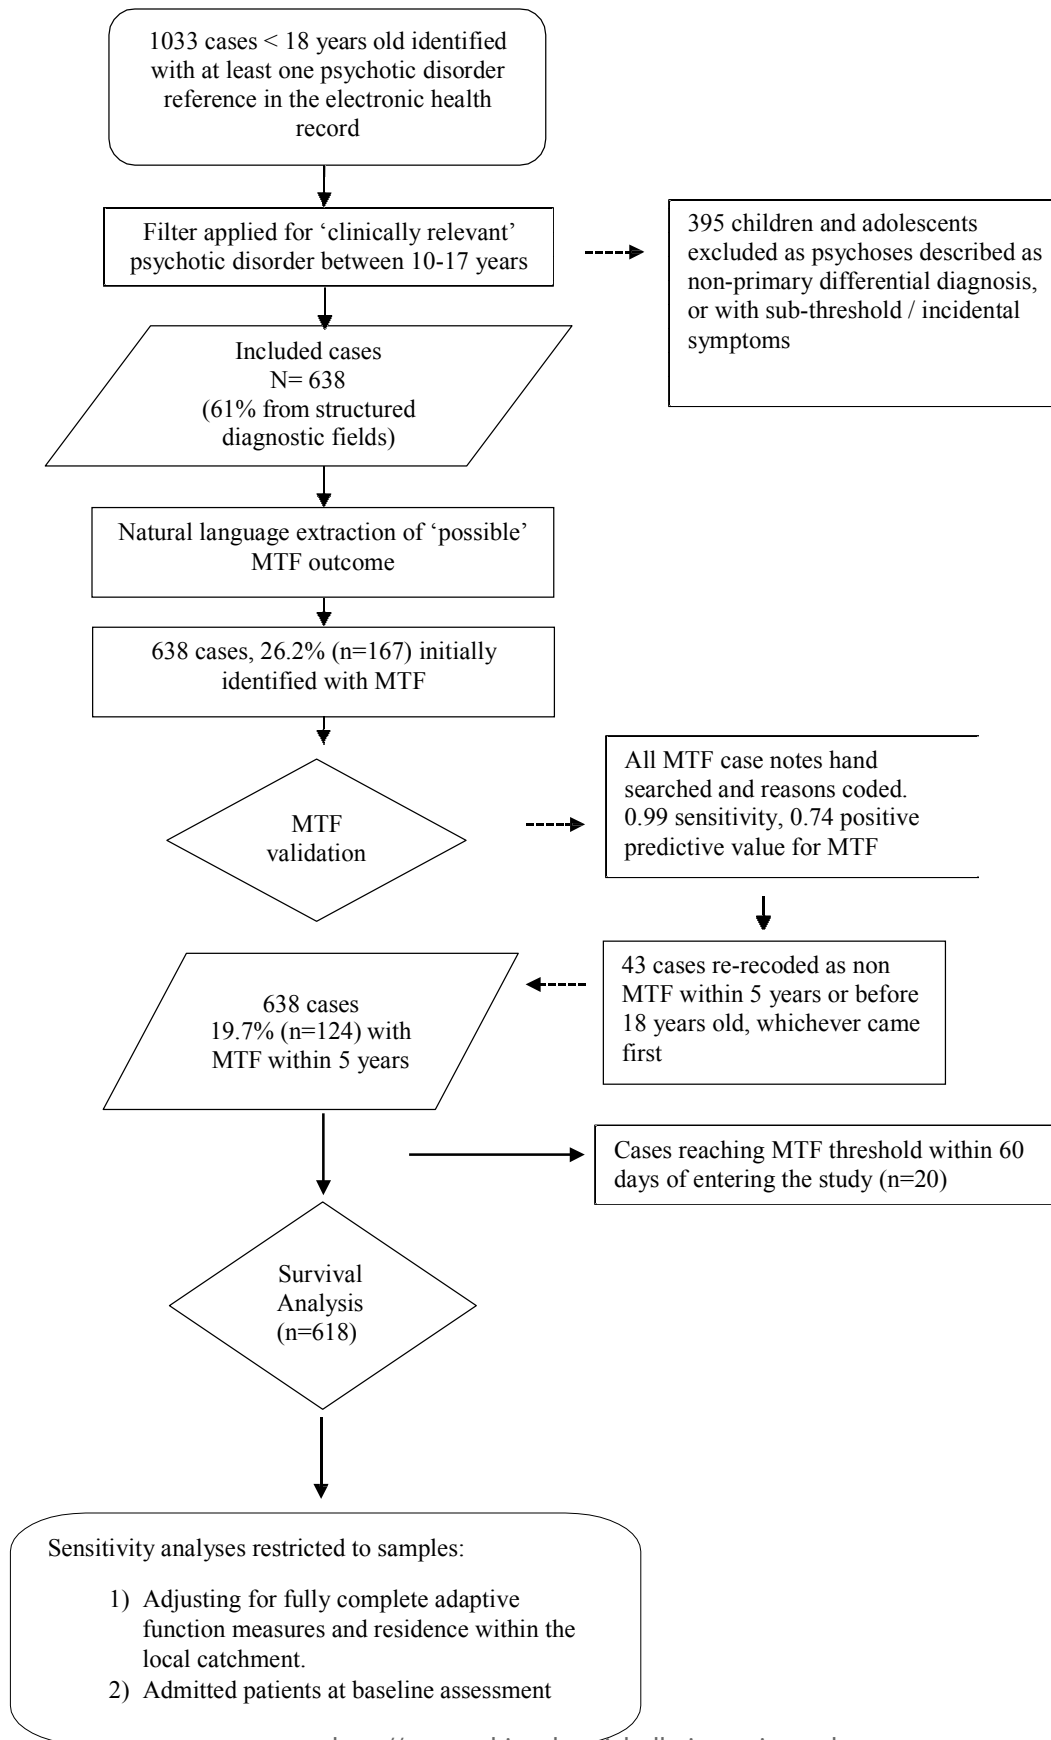 1033 cases < 18 years old identified
with at least one psychotic disorder
reference in the electronic health
record
Filter applied for ‘clinically relevant’
psychotic disorder between 10-17 years
395 children and adolescents
excluded as psychoses described as
non-primary differential diagnosis,
or with sub-threshold / incidental
symptoms
Included cases
N= 638
(61% from structured
diagnostic fields)
Natural language extraction of ‘possible’
MTF outcome
638 cases, 26.2% (n=167) initially
identified with MTF
MTF
validation
All MTF case notes hand
searched and reasons coded.
0.99 sensitivity, 0.74 positive
predictive value for MTF
43 cases re-recoded as non
MTF within 5 years or before
18 years old, whichever came
first
638 cases
19.7% (n=124) with
MTF within 5 years
Cases reaching MTF threshold within 60
days of entering the study (n=20)
Survival
Analysis
(n=618)
Sensitivity analyses restricted to samples:
1) Adjusting for fully complete adaptive
function measures and residence within the
local catchment.
2) Admitted patients at baseline assessment